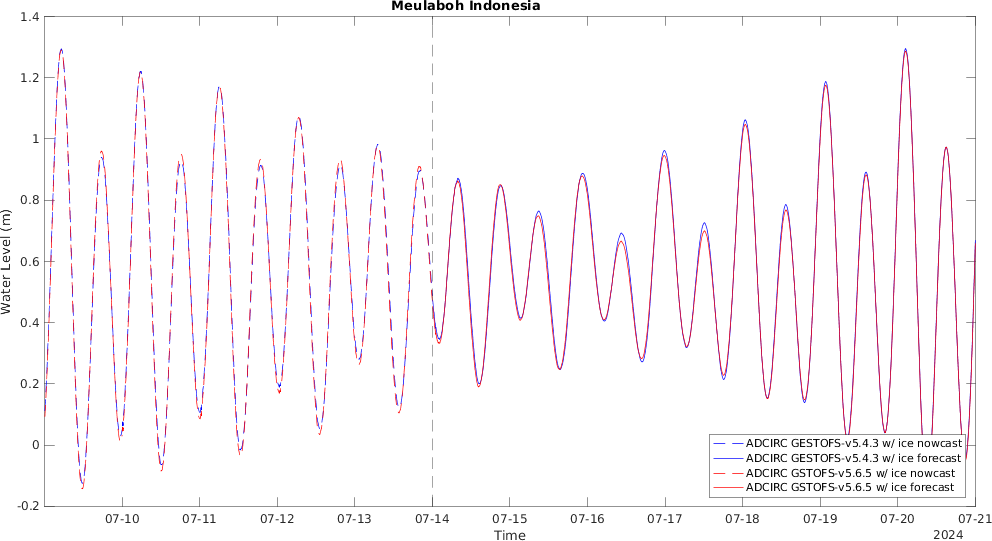 Meulaboh Indonesia
1.4
1.2
1
0.8
0.6
0.4
0.2
0
-0.2
Water Level (m)
ADCIRC GESTOFS-v5.4.3 w/ ice nowcast
ADCIRC GESTOFS-v5.4.3 w/ ice forecast
ADCIRC GSTOFS-v5.6.5 w/ ice nowcast
ADCIRC GSTOFS-v5.6.5 w/ ice forecast
07-10 07-11 07-12 07-13 07-14 07-15 07-16 07-17 07-18 07-19 07-20 07-21
Time
2024